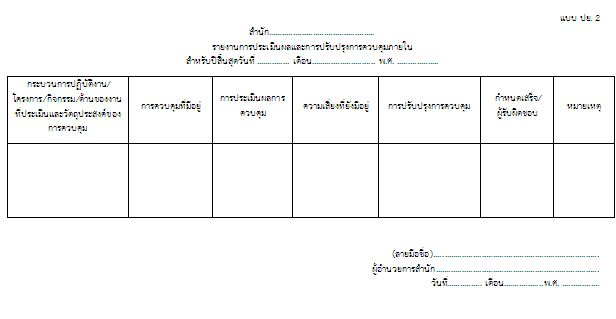 แบบ ปย. 2
สำนัก............................................
รายงานการประเมินผลและการปรับปรุงการควบคุมภายใน
สำหรับปีสิ้นสุดวันที่ .............. เดือน........................... พ.ศ. .................
กระบวนการปฏิบัติงาน/
โครงการ/กิจกรรม/ด้านของงาน
ที่ประเมินและวัตถุประสงค์ของ
การควบคุม
การควบคุมที่มีอยู่
การประเมินผลการ
ควบคุม
ความเสี่ยงที่ยังมีอยู่
การปรับปรุงการควบคุม
กำหนดเสร็จ/
ผู้รับผิดชอบ
หมายเหตุ
(ลายมือชื่อ)......................................................................
ผู้อำนวยการสำนัก....................................................................
วันที่............... เดือน.................พ.ศ. ................